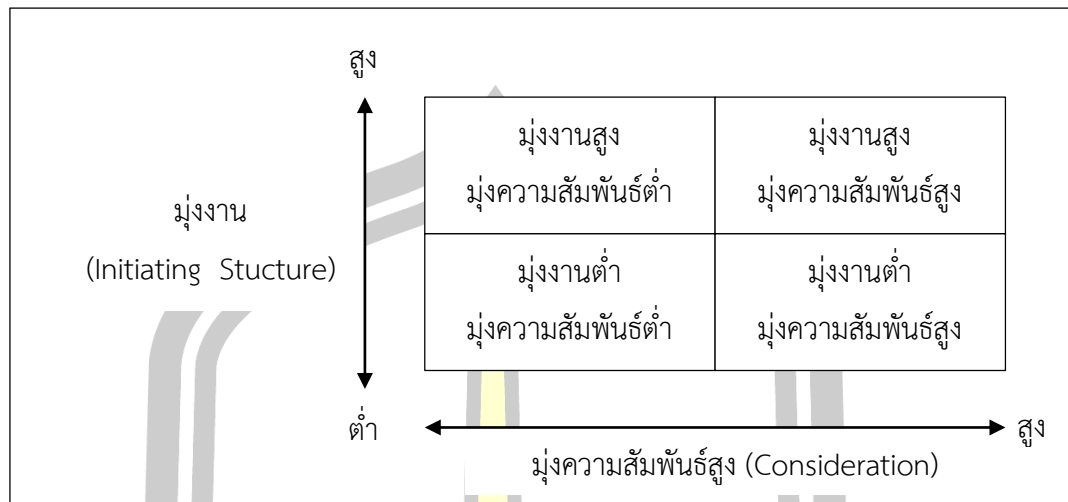 สูง
มุ่งงานสูง
มุ่งความสัมพันธ์ต่ำ
มุ่งงานสูง
มุ่งความสัมพันธ์สูง
มุ่งงาน
(Initiating Stucture)
มุ่งงานต่ำ
มุ่งความสัมพันธ์ต่ำ
มุ่งงานต่ำ
มุ่งความสัมพันธ์สูง
ต่ำ
สูง
มุ่งความสัมพันธ์สูง (Consideration)